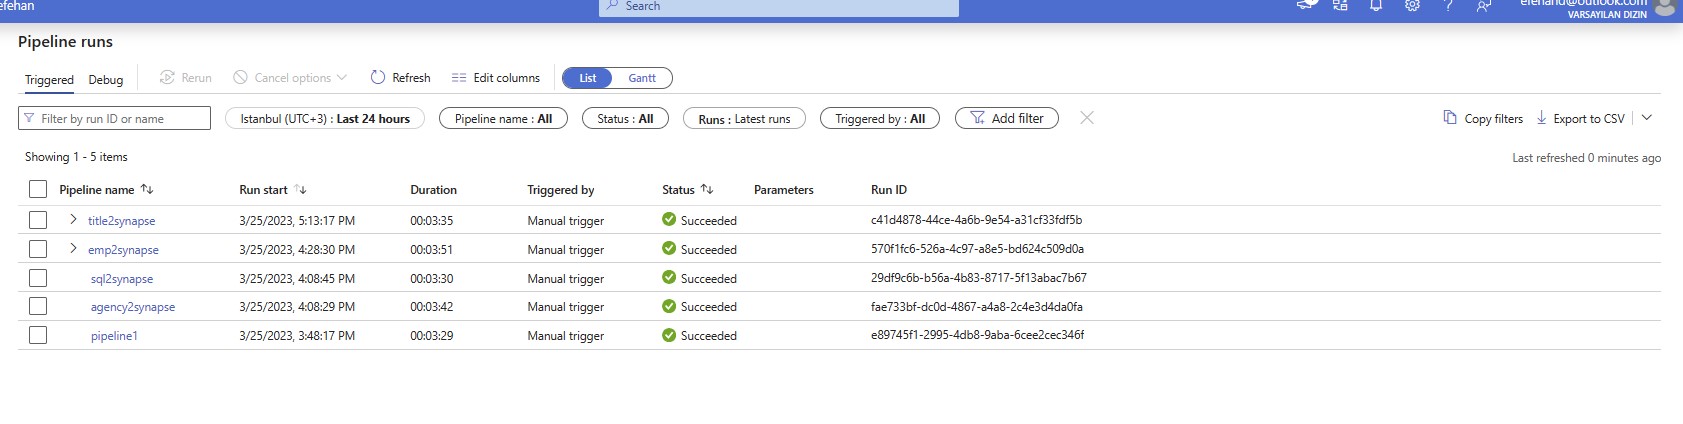 efehan
Search
efehand@outlook.com
VARSAYILAN DIZIN
Pipeline runs
Triggered Debug Rerun Cancel options Refresh Edit columns List Gantt
Filter by run ID or name Istanbul (UTC+3) : Last 24 hours Pipeline name : All Status : All Runs : Latest runs Triggered by : All Add filter Copy filters Export to CSV
Showing 1 - 5 items Last refreshed 0 minutes ago
Pipeline name Run start Duration Triggered by Status Parameters Run ID
title2synapse 3/25/2023, 5:13:17 PM 00:03:35 Manual trigger Succeeded c41d4878-44ce-4a6b-9e54-a31cf33fdf5b
emp2synapse 3/25/2023, 4:28:30 PM 00:03:51 Manual trigger Succeeded 570f1fc6-526a-4c97-a8e5-bd624c509d0a
sql2synapse 3/25/2023, 4:08:45 PM 00:03:30 Manual trigger Succeeded 29df9c6b-b56a-4b83-8717-5f13abac7b67
agency2synapse 3/25/2023, 4:08:29 PM 00:03:42 Manual trigger Succeeded fae733bf-dc0d-4867-a4a8-2c4e3d4da0fa
pipeline1 3/25/2023, 3:48:17 PM 00:03:29 Manual trigger Succeeded e89745f1-2995-4db8-9aba-6cee2cec346f